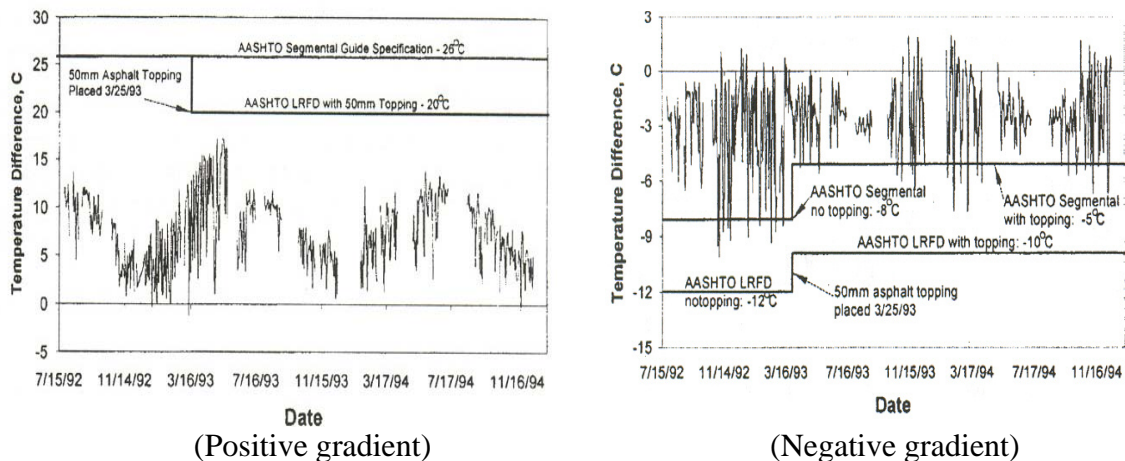 30
25
20
15
10
5
0
-5
Temperature Difference, C
AASHTO Segmental Guide Specification - 26°C
50mm Asphalt Topping
Placed 3/25/93
AASHTO LRFD with 50mm Topping - 20°C
7/15/92 11/14/92 3/16/93 7/16/93 11/15/93 3/17/94 7/17/94 11/16/94
Date
(Positive gradient)
3
0
-3
-6
-9
-12
-15
Temperature Difference, C
AASHTO Segmental
no topping: -8°C
AASHTO Segmental
with topping: -5°C
AASHTO LRFD with topping: -10°C
AASHTO LRFD
notopping: -12°C
50mm asphalt topping
placed 3/25/93
7/15/92 11/14/92 3/16/93 7/16/94 11/15/93 3/17/94 7/17/94 11/16/94
Date
(Negative gradient)